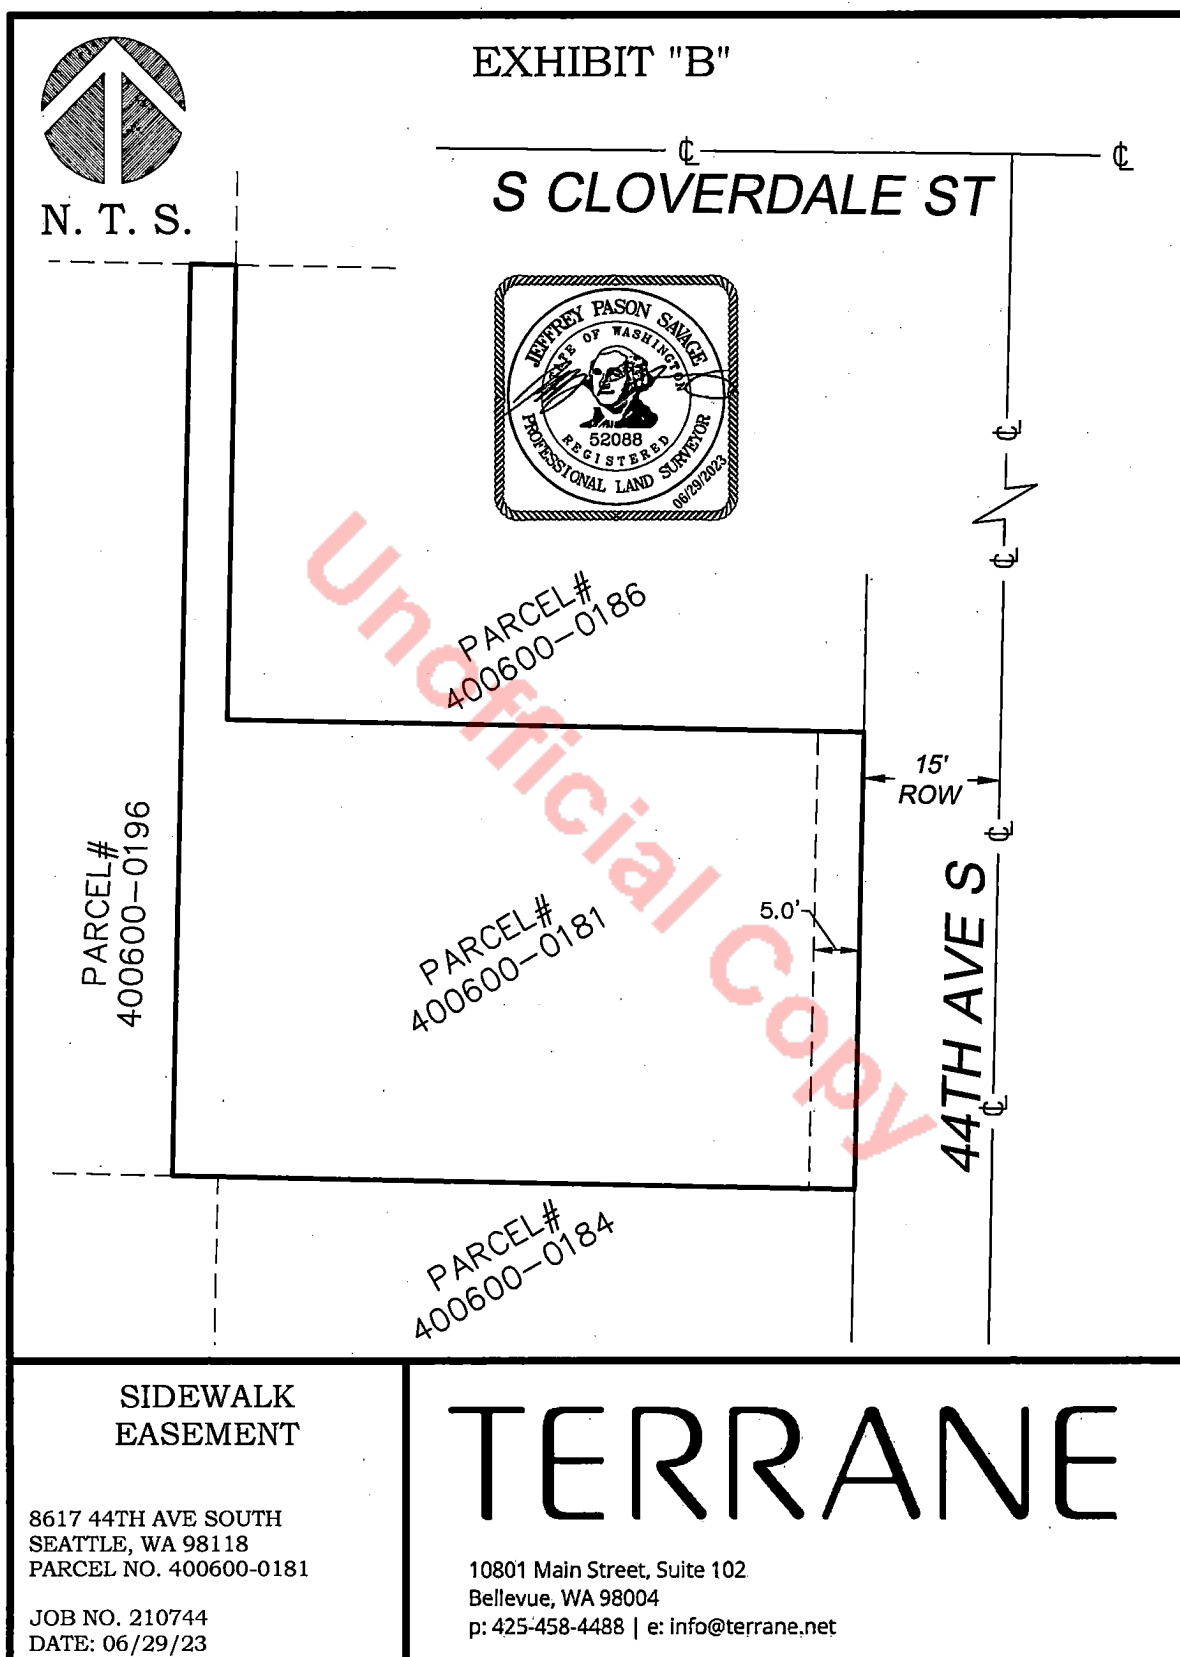 EXHIBIT "B"
N. T. S.
℄
℄
S CLOVERDALE ST
JEFFREY PASON SAVAGE
STATE OF WASHINGTON
52088
REGISTERED
PROFESSIONAL LAND SURVEYOR
06/29/2023
℄
℄
PARCEL#
400600-0186
15'
ROW
℄
PARCEL#
400600-0196
5.0'
PARCEL#
400600-0181
44TH AVE S
℄
PARCEL#
400600-0184
Unofficial Copy
SIDEWALK
EASEMENT
8617 44TH AVE SOUTH
SEATTLE, WA 98118
PARCEL NO. 400600-0181
JOB NO. 210744
DATE: 06/29/23
TERRANE
10801 Main Street, Suite 102
Bellevue, WA 98004
p: 425-458-4488 | e: info@terrane.net